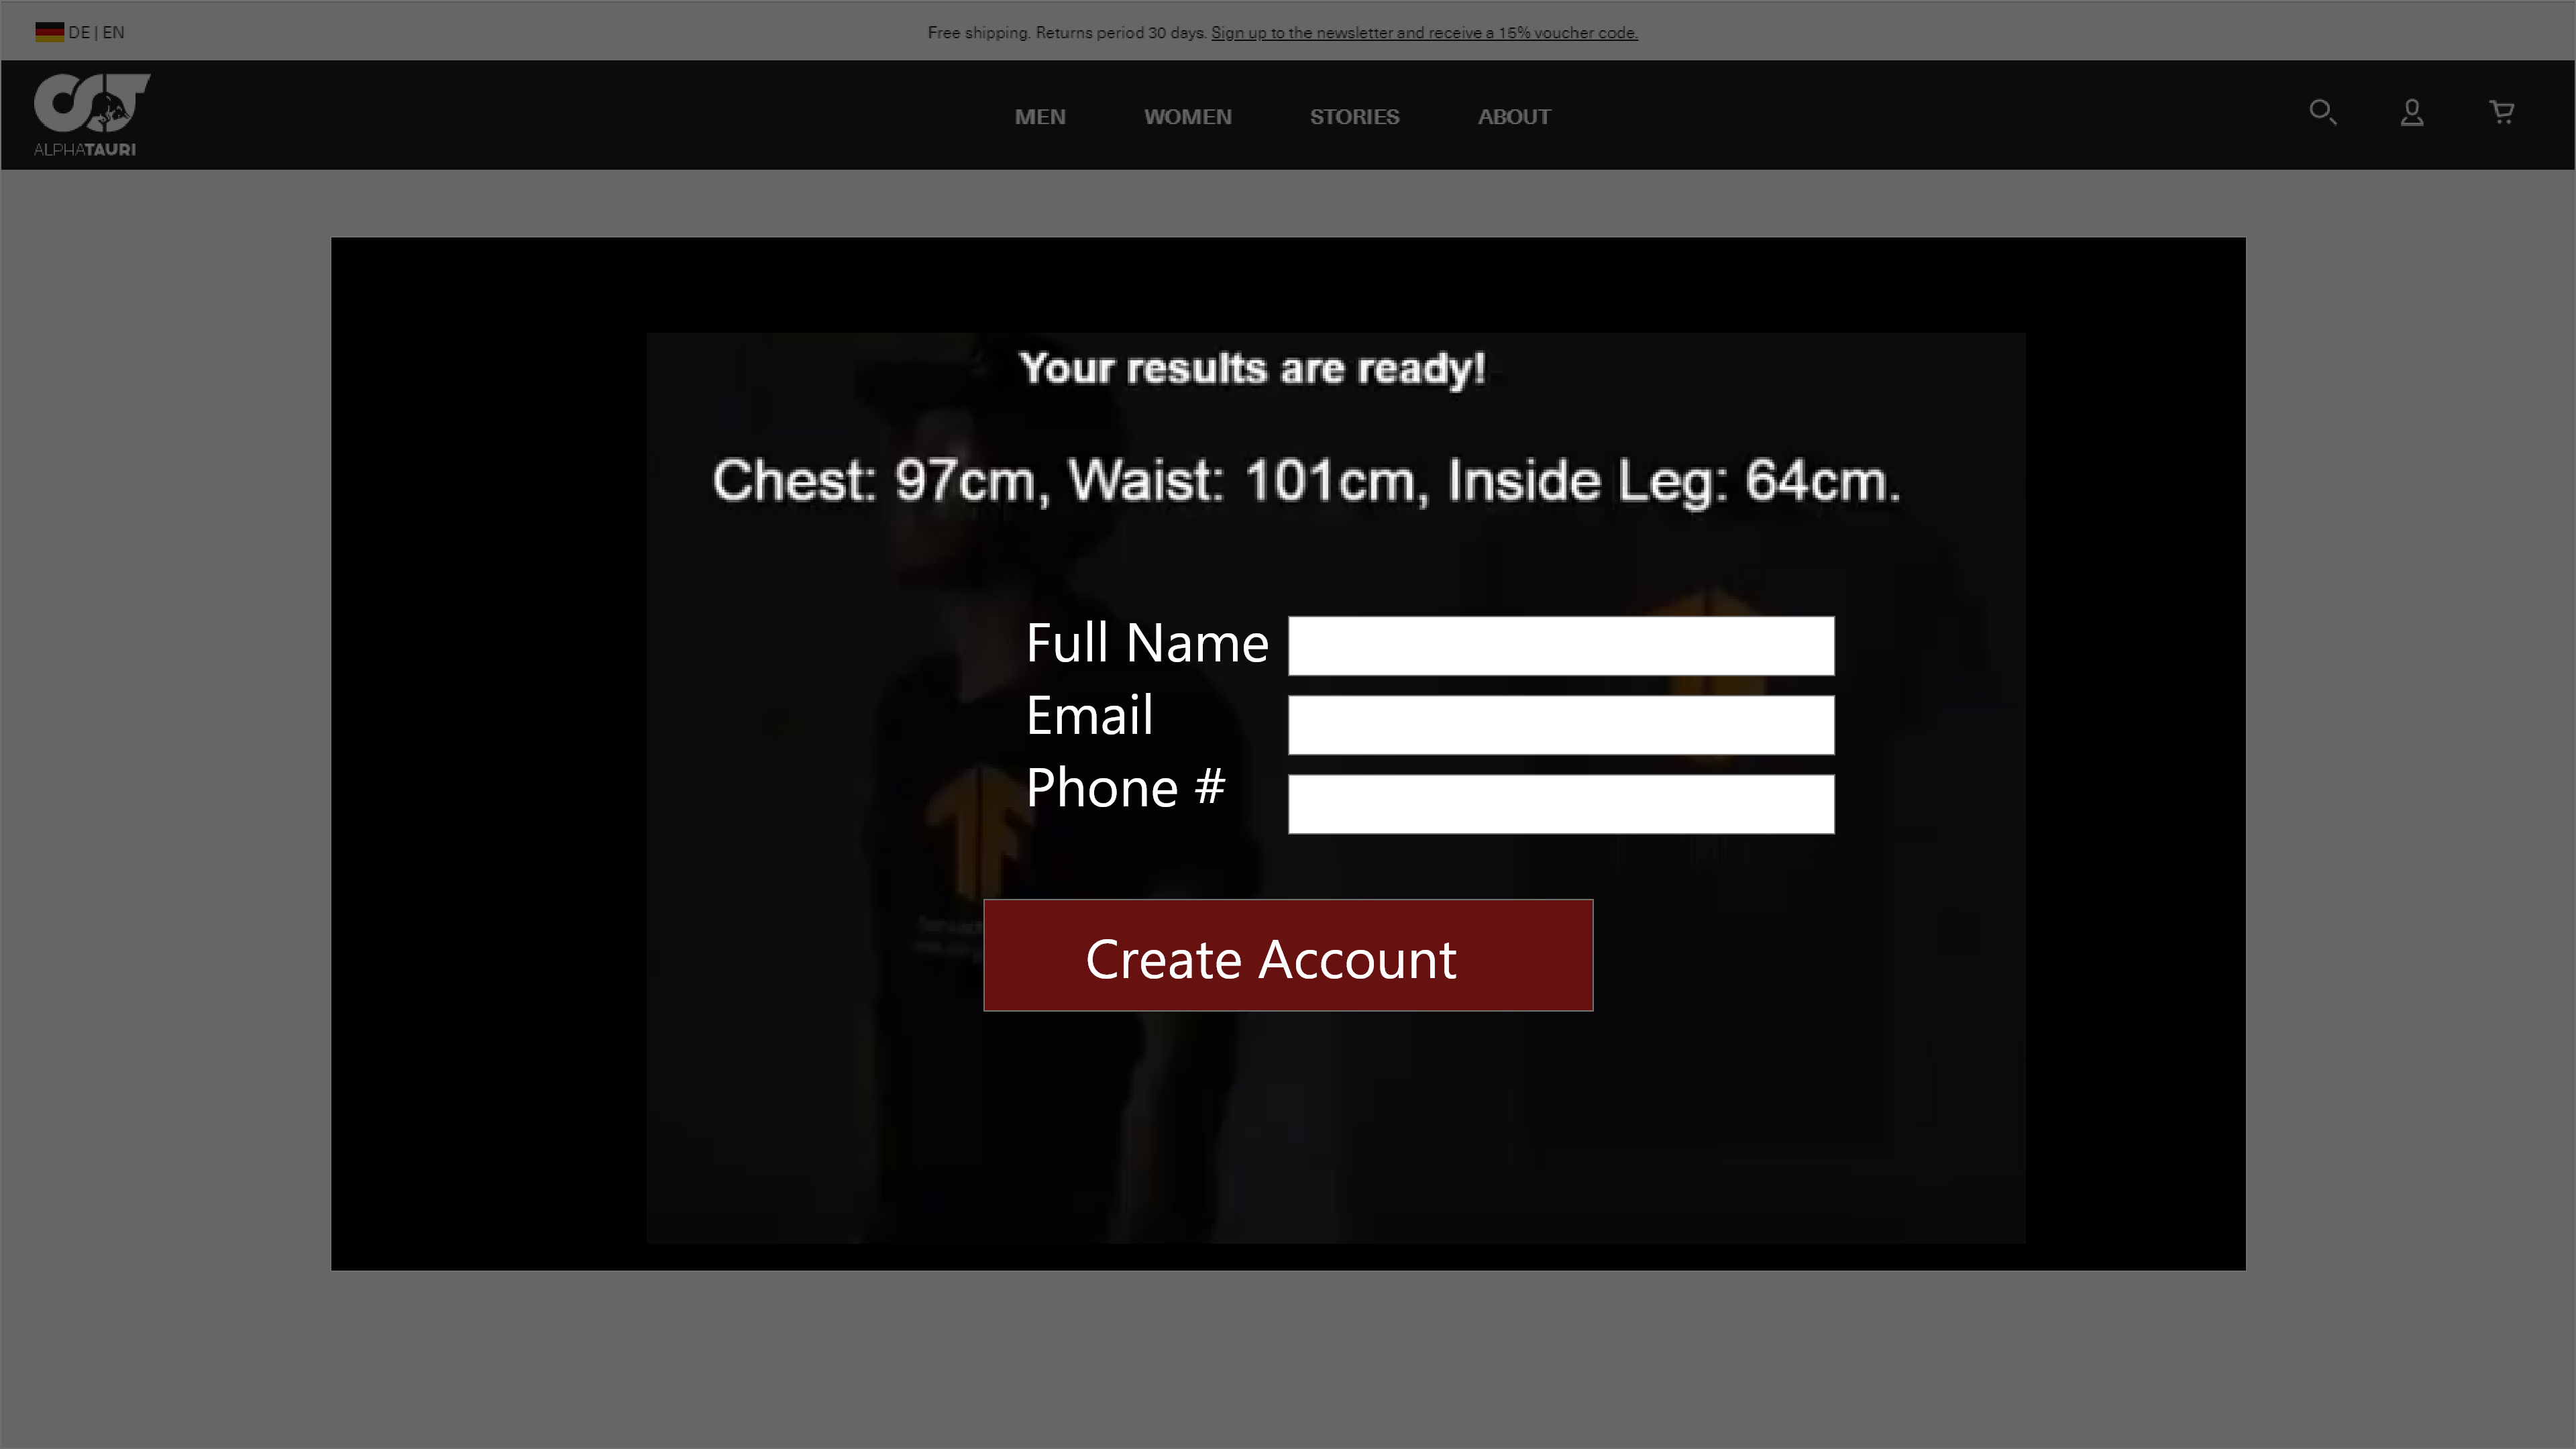 DE | EN
Free shipping. Returns period 30 days. Sign up to the newsletter and receive a 15% voucher code.
ALPHATAURI
MEN WOMEN STORIES ABOUT
Your results are ready!
Chest: 97cm, Waist: 101cm, Inside Leg: 64cm.
Full Name
Email
Phone #
Create Account